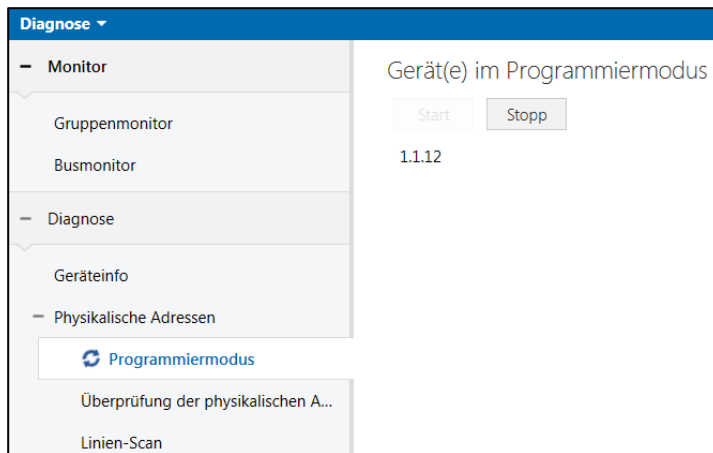 Diagnose
Monitor
Gruppenmonitor
Busmonitor
Diagnose
Geräteinfo
Physikalische Adressen
Programmiermodus
Überprüfung der physikalischen A...
Linien-Scan
Gerät(e) im Programmiermodus
Start Stopp
1.1.12